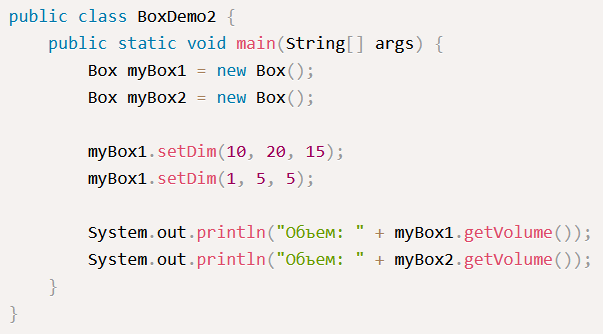 public class BoxDemo2 {
    public static void main(String[] args) {
        Box myBox1 = new Box();
        Box myBox2 = new Box();

        myBox1.setDim(10, 20, 15);
        myBox1.setDim(1, 5, 5);

        System.out.println("Объем: " + myBox1.getVolume());
        System.out.println("Объем: " + myBox2.getVolume());
    }
}